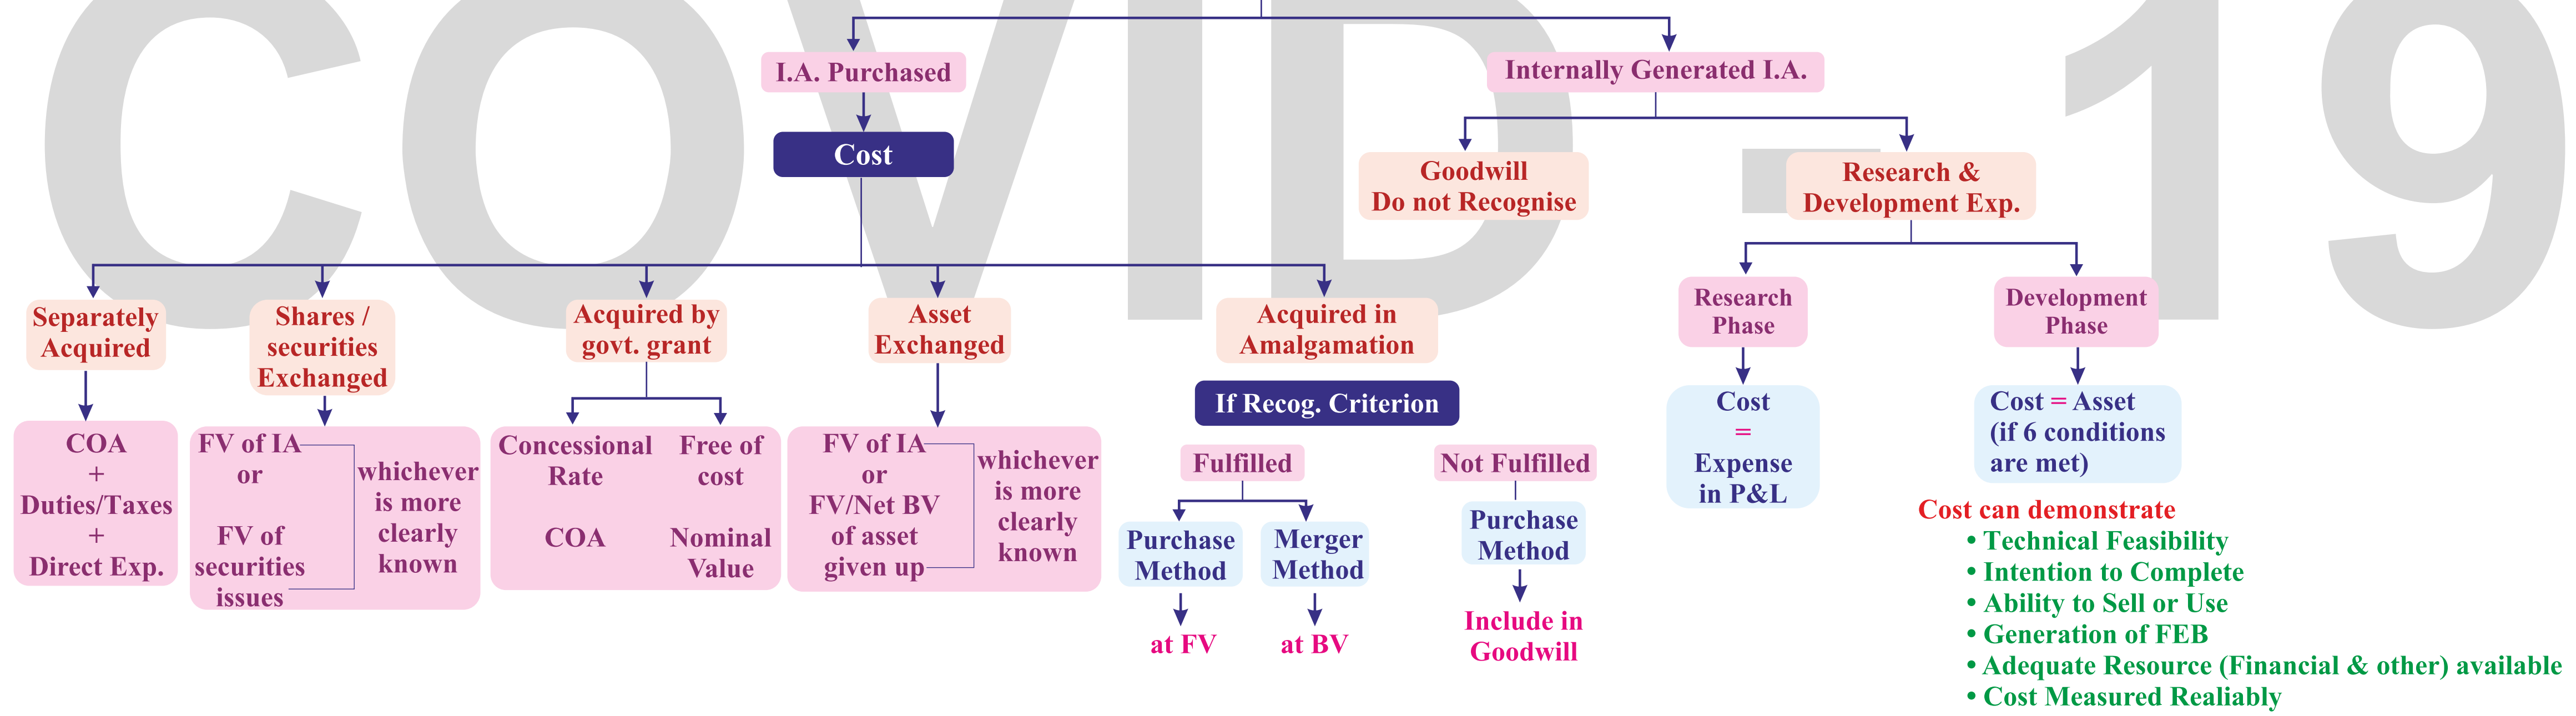 COVID - 19
I.A. Purchased
Internally Generated I.A.
Cost
Goodwill
Do not Recognise
Research &
Development Exp.
Separately
Acquired
Shares /
securities
Exchanged
Acquired by
govt. grant
Asset
Exchanged
Acquired in
Amalgamation
Research
Phase
Development
Phase
COA
+
Duties/Taxes
+
Direct Exp.
FV of IA
or
FV of
securities
issues
whichever
is more
clearly
known
Concessional
Rate
COA
Free of
cost
Nominal
Value
FV of IA
or
FV/Net BV
of asset
given up
whichever
is more
clearly
known
If Recog. Criterion
Fulfilled
Not Fulfilled
Purchase
Method
Merger
Method
Purchase
Method
at FV
at BV
Include in
Goodwill
Cost
=
Expense
in P&L
Cost = Asset
(if 6 conditions
are met)
Cost can demonstrate
• Technical Feasibility
• Intention to Complete
• Ability to Sell or Use
• Generation of FEB
• Adequate Resource (Financial & other) available
• Cost Measured Realiably